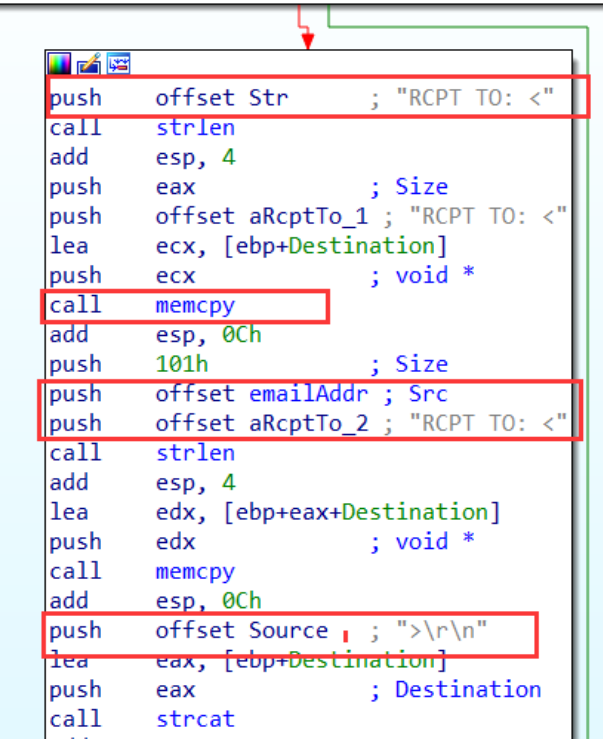 push offset Str ; "RCPT TO: <"
call strlen
add esp, 4
push eax ; Size
push offset aRcptTo_1 ; "RCPT TO: <"
lea ecx, [ebp+Destination]
push ecx ; void *
call memcpy
add esp, 0Ch
push 101h ; Size
push offset emailAddr ; Src
push offset aRcptTo_2 ; "RCPT TO: <"
call strlen
add esp, 4
lea edx, [ebp+eax+Destination]
push edx ; void *
call memcpy
add esp, 0Ch
push offset Source ; ">\r\n"
lea eax, [ebp+Destination]
push eax ; Destination
call strcat